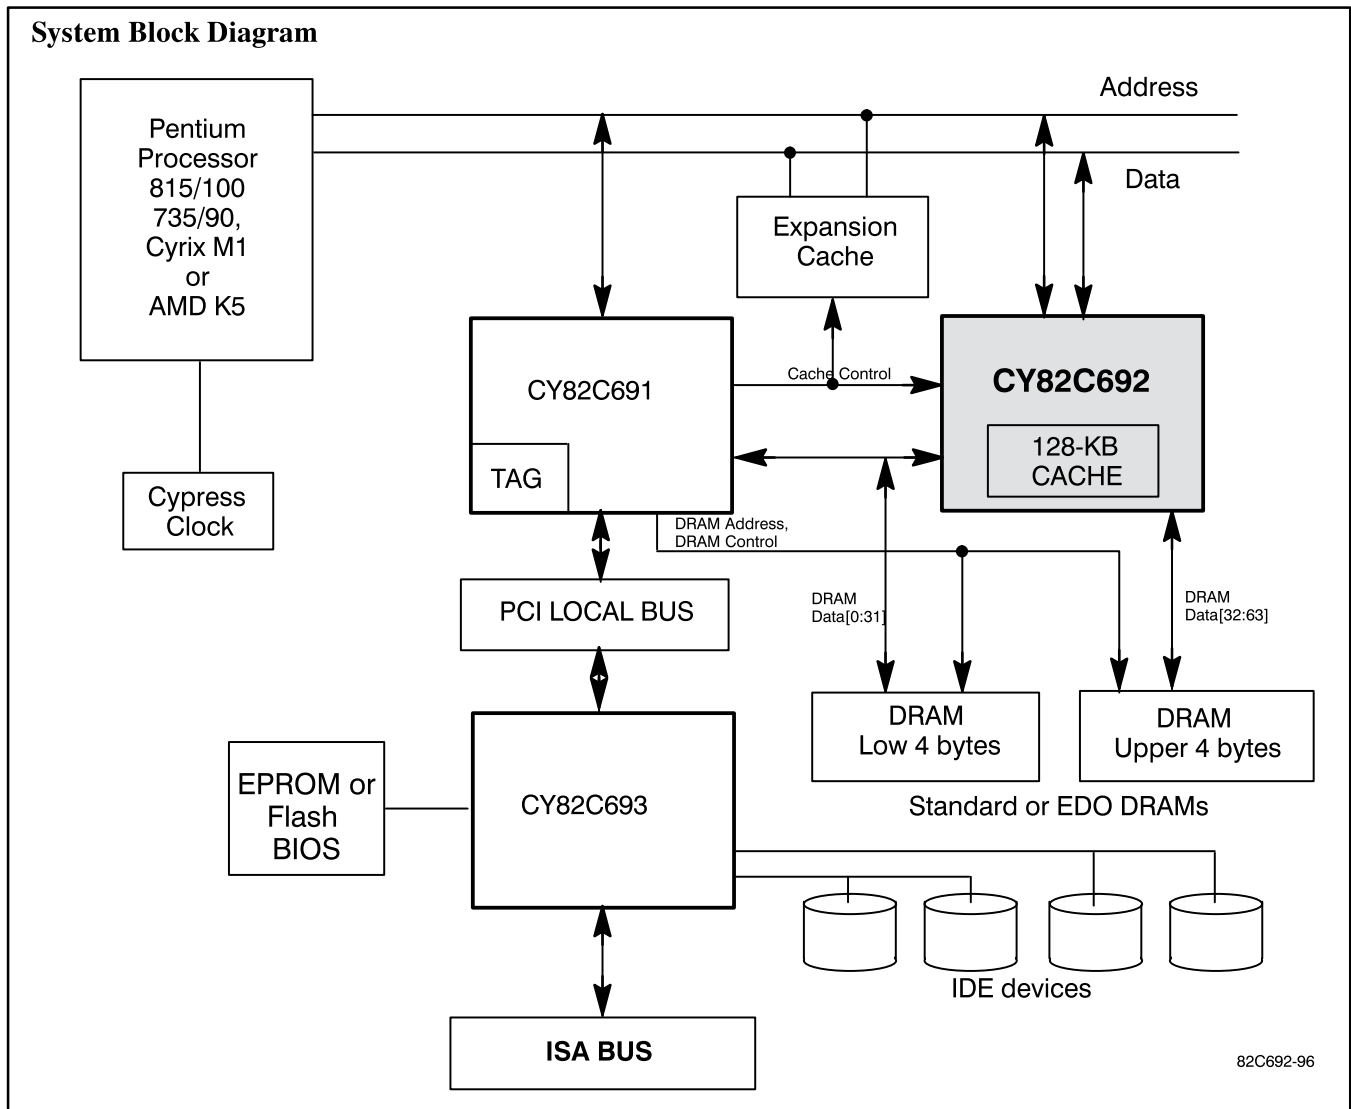 System Block Diagram
Address
Pentium
Processor
815/100
735/90,
Cyrix M1
or
AMD K5
Data
Expansion
Cache
CY82C691
Cache Control
CY82C692
128-KB
CACHE
TAG
Cypress
Clock
DRAM Address,
DRAM Control
PCI LOCAL BUS
DRAM
Data[0:31]
DRAM
Data[32:63]
DRAM
Low 4 bytes
DRAM
Upper 4 bytes
Standard or EDO DRAMs
EPROM or
Flash
BIOS
CY82C693
IDE devices
ISA BUS
82C692-96